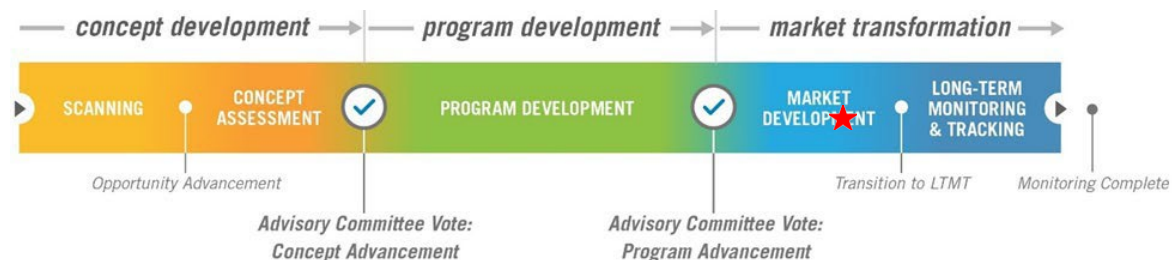 concept development
program development
market transformation
SCANNING
CONCEPT
ASSESSMENT
PROGRAM DEVELOPMENT
MARKET
DEVELOPMENT
LONG-TERM
MONITORING
& TRACKING
Opportunity Advancement
Transition to LTMT
Monitoring Complete
Advisory Committee Vote:
Concept Advancement
Advisory Committee Vote:
Program Advancement